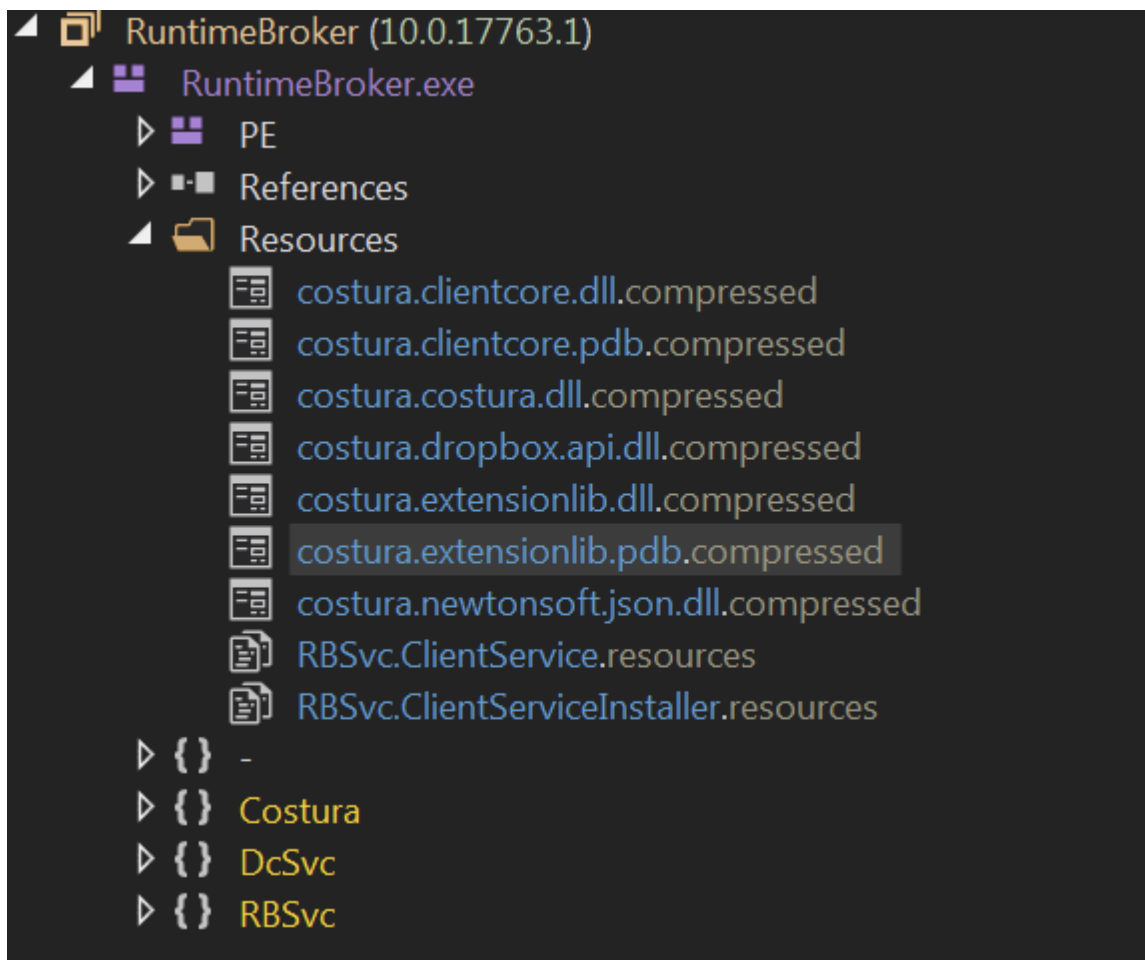 RuntimeBroker (10.0.17763.1)
RuntimeBroker.exe
PE
References
Resources
costura.clientcore.dll.compressed
costura.clientcore.pdb.compressed
costura.costura.dll.compressed
costura.dropbox.api.dll.compressed
costura.extensionlib.dll.compressed
costura.extensionlib.pdb.compressed
costura.newtonsoft.json.dll.compressed
RBSvc.ClientService.resources
RBSvc.ClientServiceInstaller.resources
{ } -
{ } Costura
{ } DcSvc
{ } RBSvc